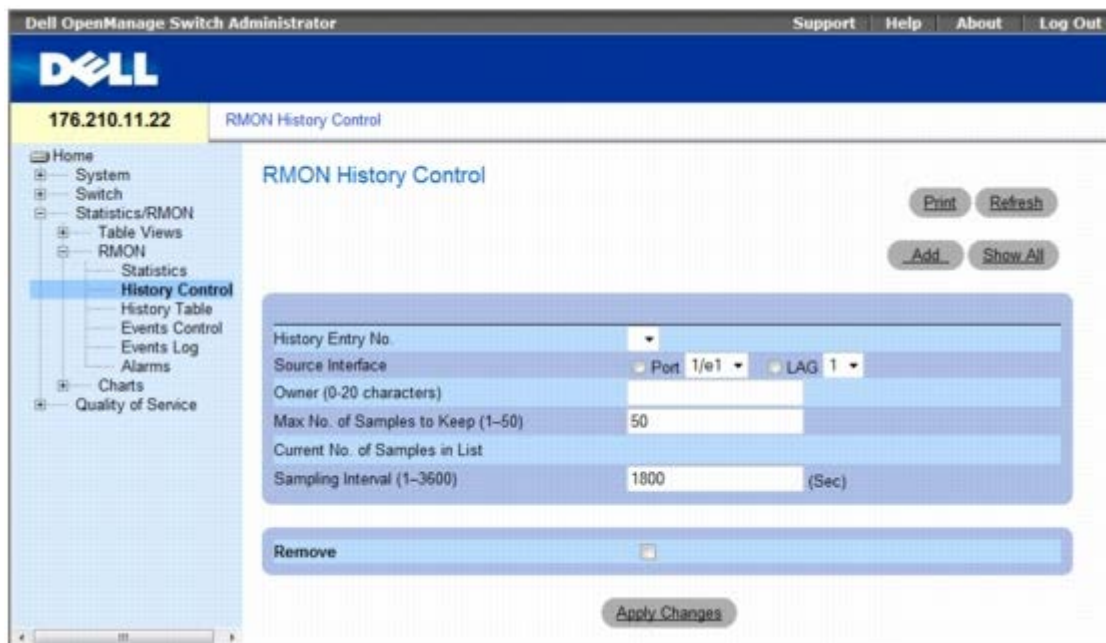 Dell OpenManage Switch Administrator
Support Help About Log Out
DELL
176.210.11.22
RMON History Control
Home
System
Switch
Statistics/RMON
Table Views
RMON
Statistics
History Control
History Table
Events Control
Events Log
Alarms
Charts
Quality of Service
RMON History Control
Print Refresh
Add Show All
History Entry No.
Source Interface Port 1/e1 LAG 1
Owner (0-20 characters)
Max No. of Samples to Keep (1–50) 50
Current No. of Samples in List
Sampling Interval (1–3600) 1800 (Sec)
Remove
Apply Changes